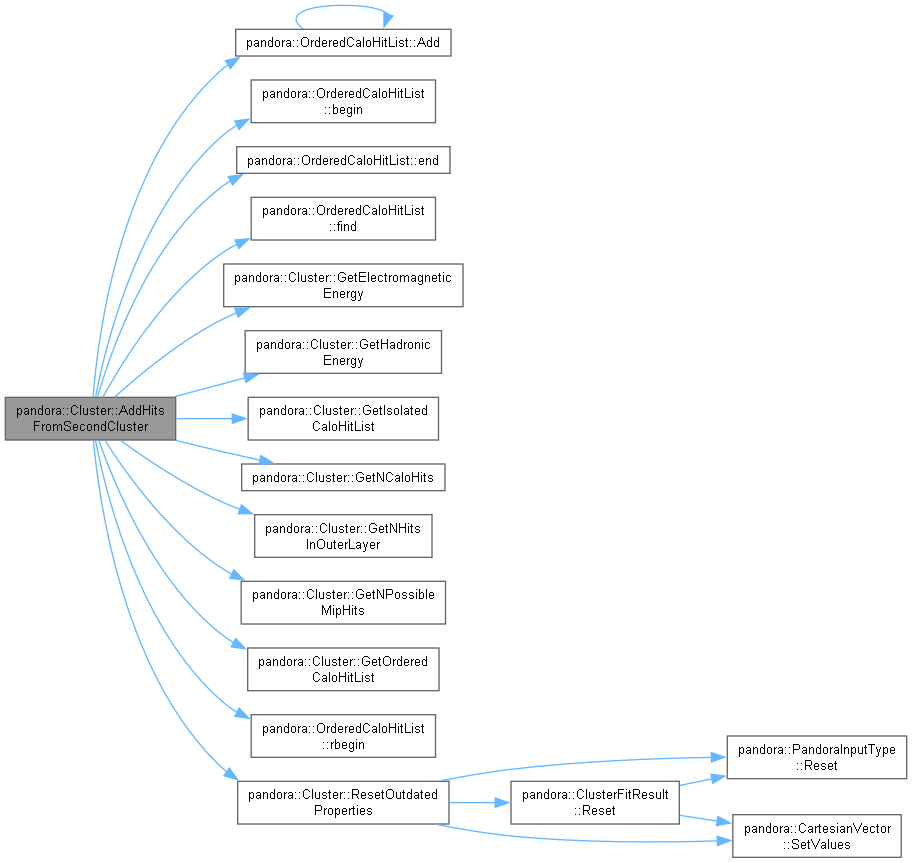 pandora::OrderedCaloHitList::Add
pandora::OrderedCaloHitList
::begin
pandora::OrderedCaloHitList::end
pandora::OrderedCaloHitList
::find
pandora::Cluster::GetElectromagnetic
Energy
pandora::Cluster::GetHadronic
Energy
pandora::Cluster::AddHits
FromSecondCluster
pandora::Cluster::GetIsolated
CaloHitList
pandora::Cluster::GetNCaloHits
pandora::Cluster::GetNHits
InOuterLayer
pandora::Cluster::GetNPossible
MipHits
pandora::Cluster::GetOrdered
CaloHitList
pandora::OrderedCaloHitList
::rbegin
pandora::Cluster::ResetOutdated
Properties
pandora::ClusterFitResult
::Reset
pandora::PandoraInputType
::Reset
pandora::CartesianVector
::SetValues